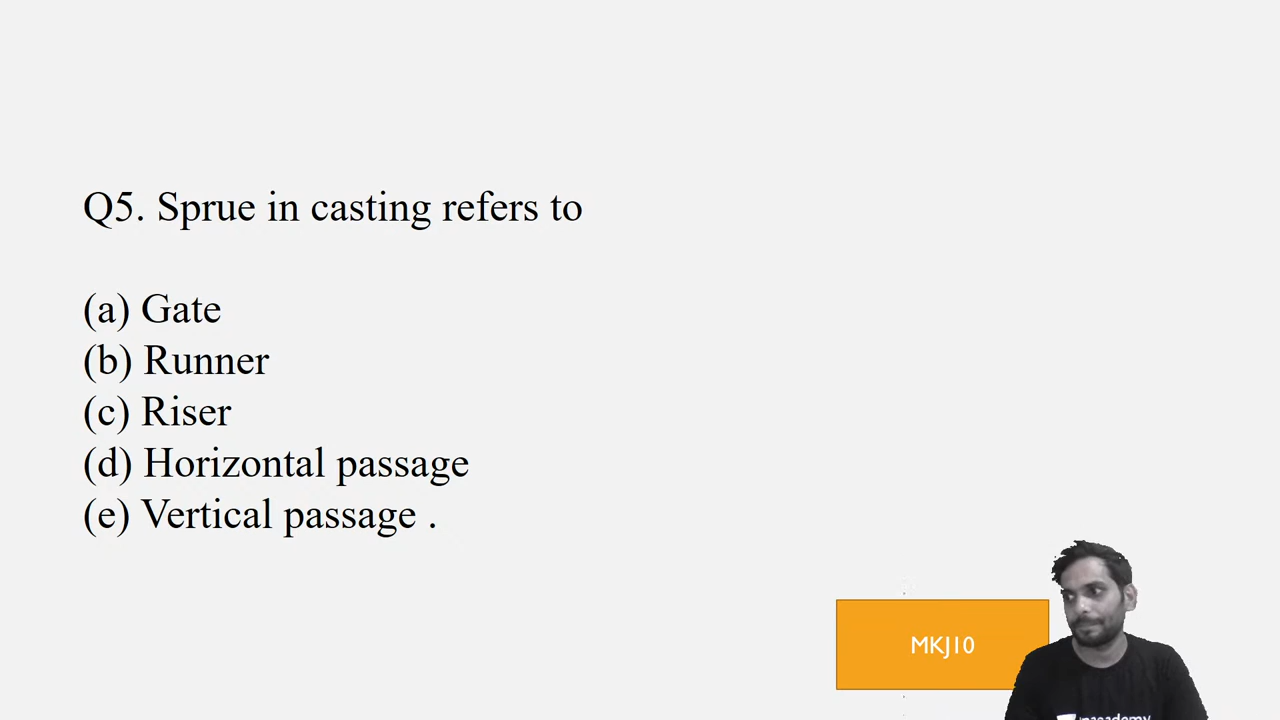 Q5. Sprue in casting refers to
(a) Gate
(b) Runner
(c) Riser
(d) Horizontal passage
(e) Vertical passage .
MKJ10